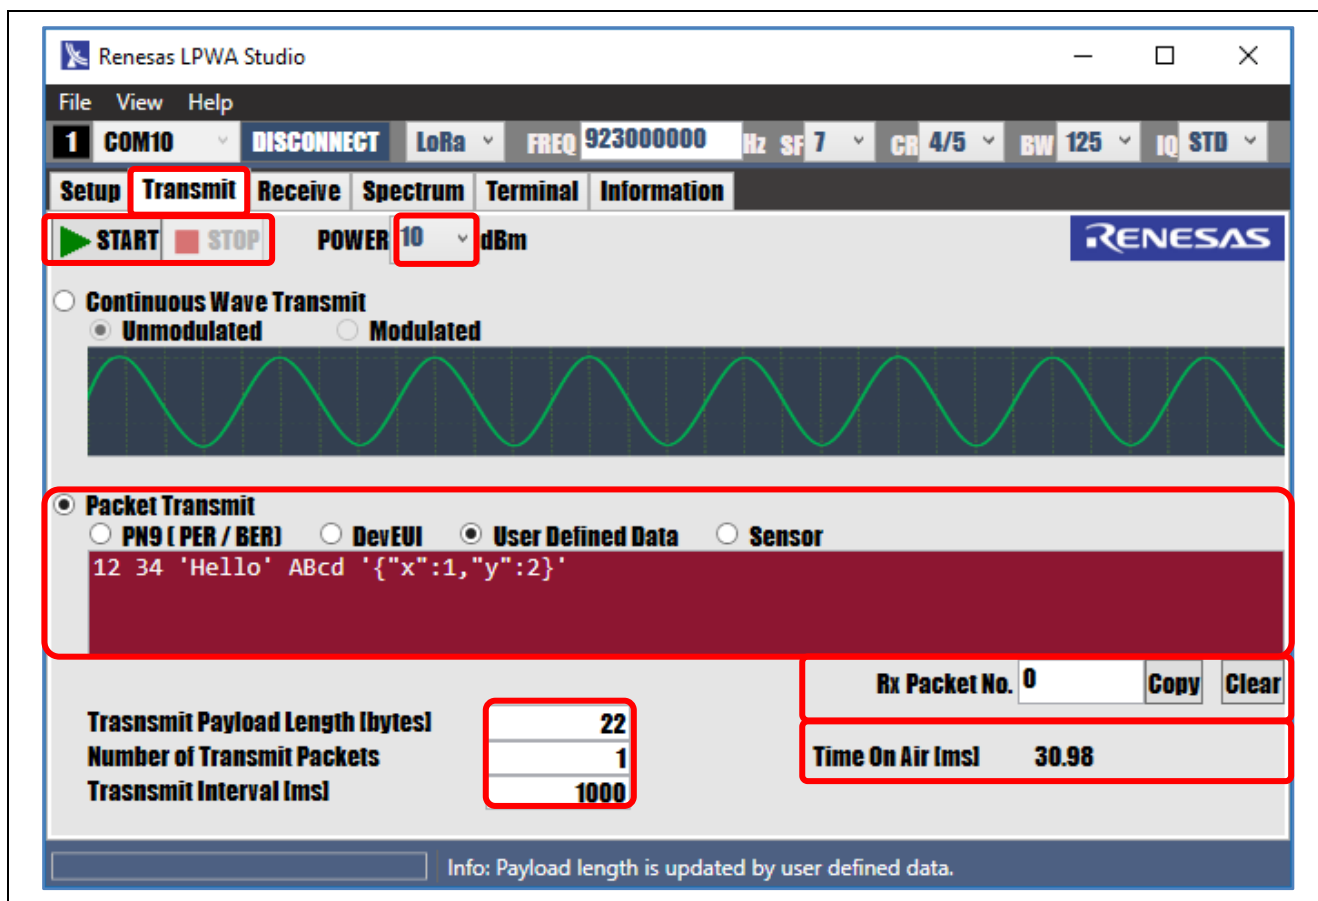 Renesas LPWA Studio
File View Help
1 COM10 DISCONNECT LoRa FREQ 923000000 Hz SF 7 CR 4/5 BW 125 IQ STD
Setup Transmit Receive Spectrum Terminal Information
START STOP POWER 10 dBm RENESAS
Continuous Wave Transmit
Unmodulated Modulated
Packet Transmit
PN9 ( PER / BER) DevEUI User Defined Data Sensor
12 34 'Hello' ABcd '{"x":1,"y":2}'
Rx Packet No. 0 Copy Clear
Trasnsmit Payload Length [bytes] 22
Number of Transmit Packets 1
Time On Air [ms] 30.98
Trasnsmit Interval [ms] 1000
Info: Payload length is updated by user defined data.